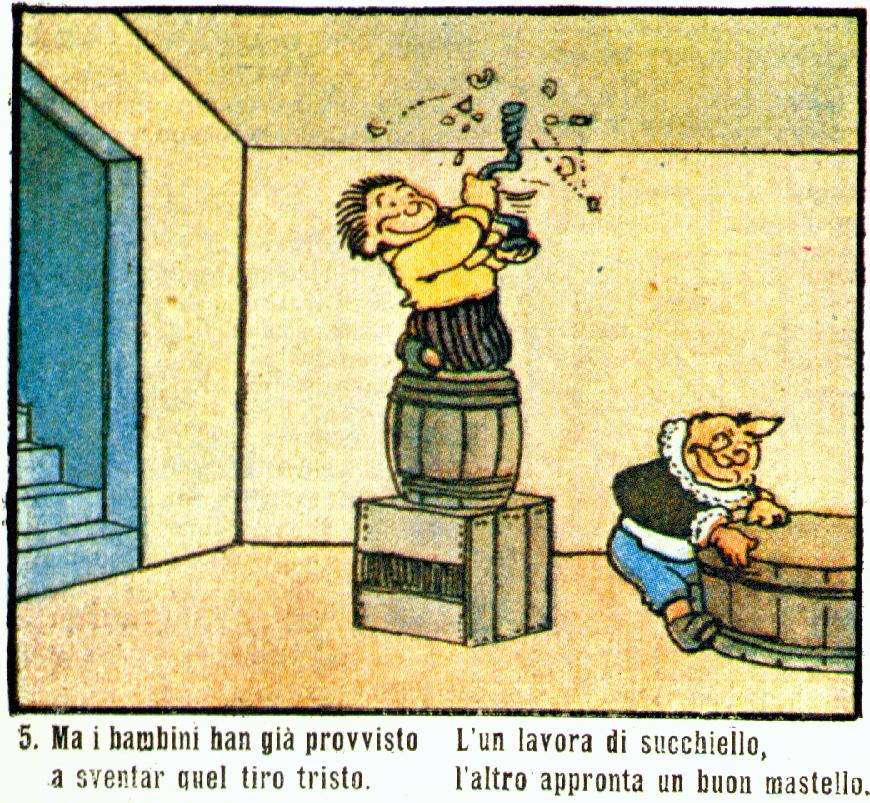 5. Ma i bambini han già provvisto
a sventar quel tiro tristo.
L'un lavora di succhiello,
l'altro appronta un buon mastello.